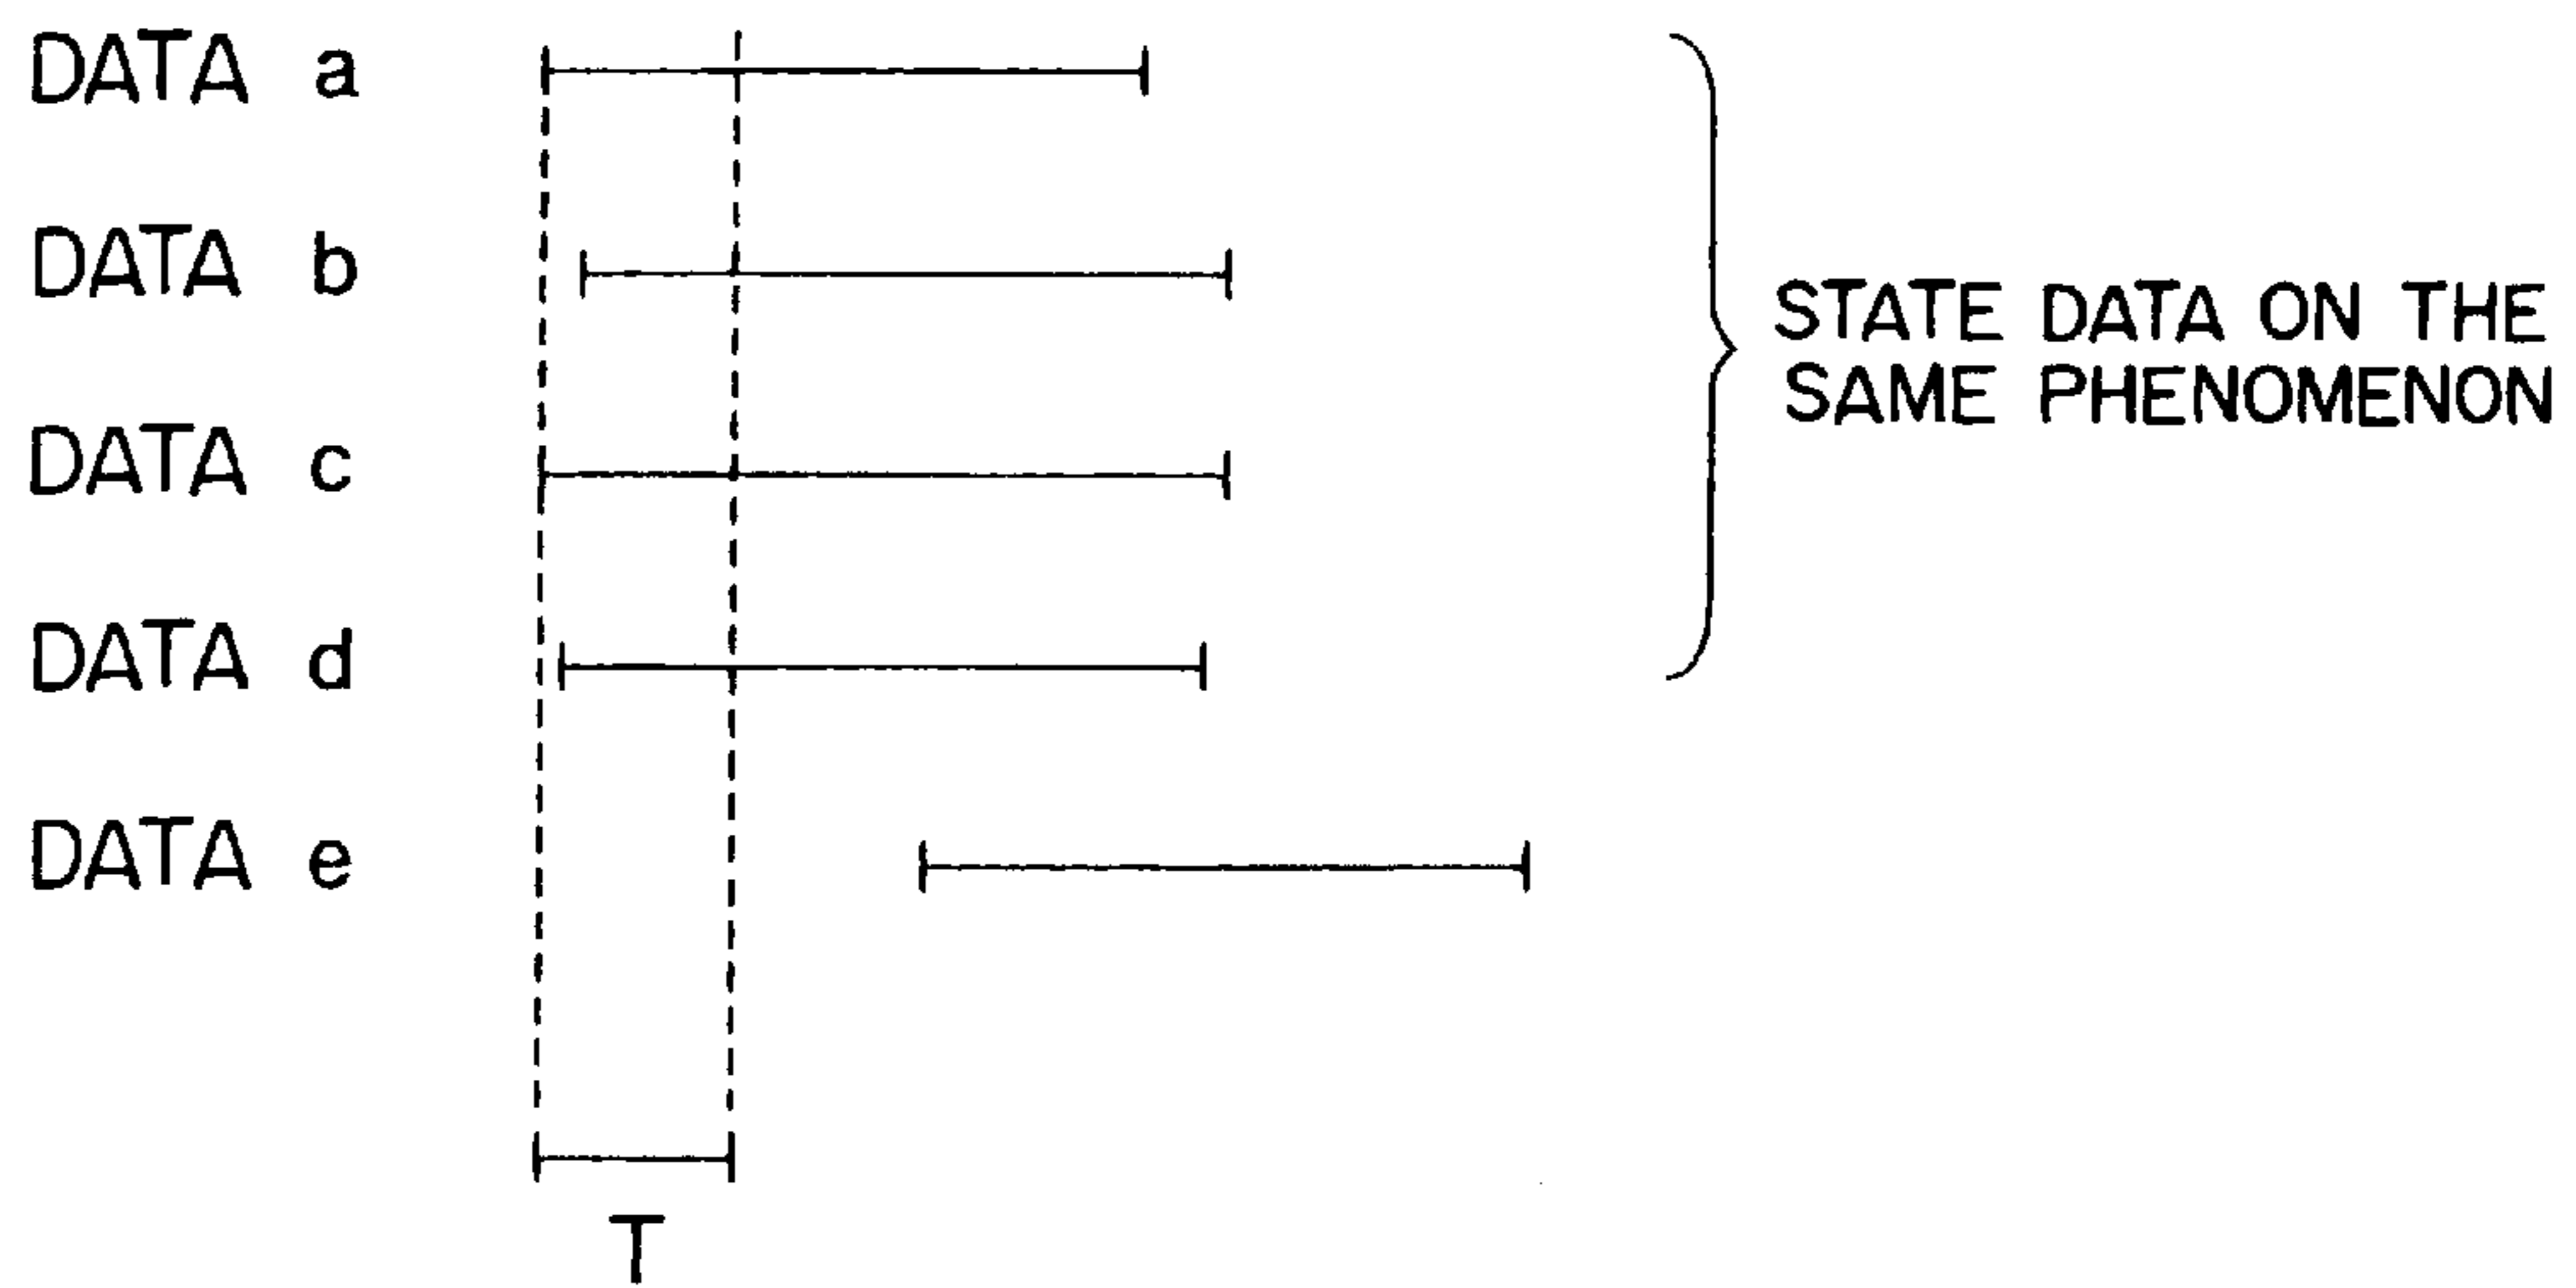 DATA a
DATA b
STATE DATA ON THE
SAME PHENOMENON
DATA c
DATA d
DATA e
T